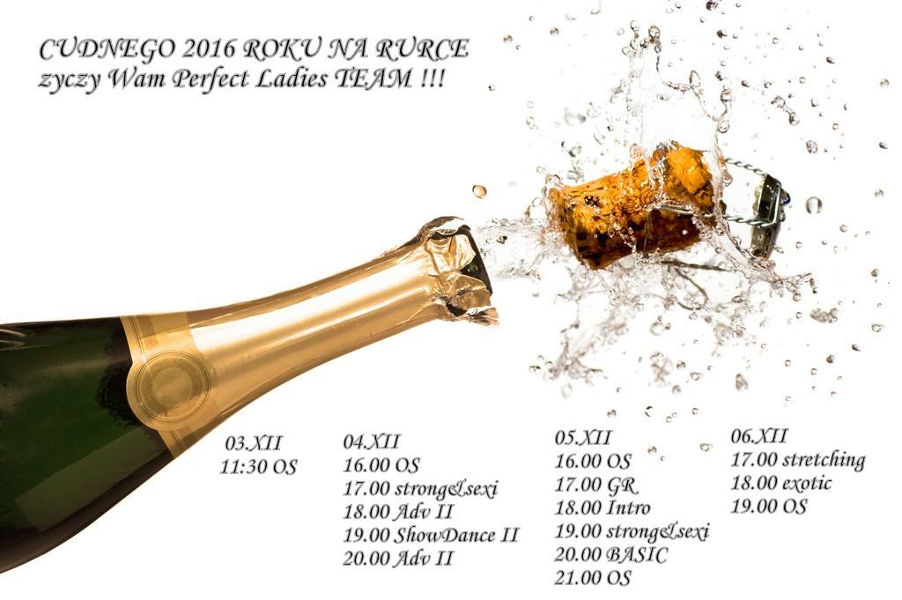 CUDNEGO 2016 ROKU NA RURCE
zyczy Wam Perfect Ladies TEAM !!!
03.XII
11:30 OS
04.XII
16.00 OS
17.00 strong&sexi
18.00 Adv II
19.00 ShowDance II
20.00 Adv II
05.XII
16.00 OS
17.00 GR
18.00 Intro
19.00 strong&sexi
20.00 BASIC
21.00 OS
06.XII
17.00 stretching
18.00 exotic
19.00 OS